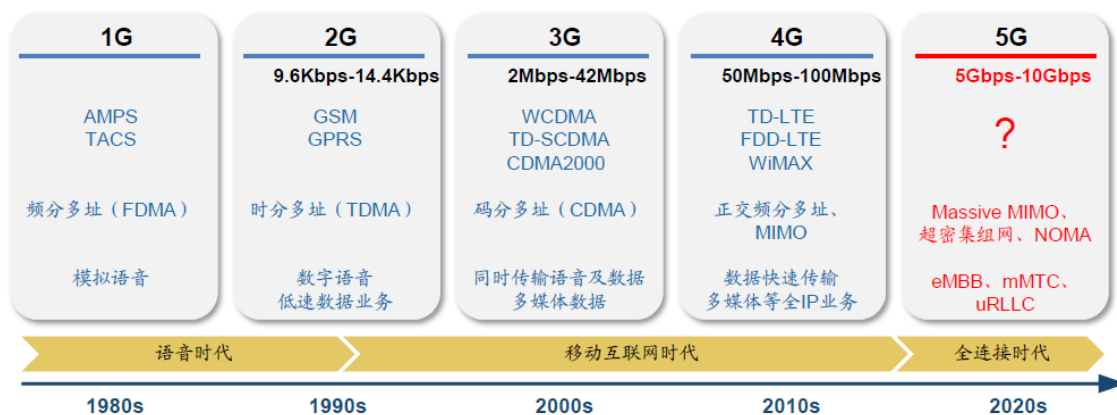 1G
AMPS
TACS
频分多址（FDMA）
模拟语音
2G
9.6Kbps-14.4Kbps
GSM
GPRS
时分多址（TDMA）
数字语音
低速数据业务
3G
2Mbps-42Mbps
WCDMA
TD-SCDMA
CDMA2000
码分多址（CDMA）
同时传输语音及数据
多媒体数据
4G
50Mbps-100Mbps
TD-LTE
FDD-LTE
WiMAX
正交频分多址、
MIMO
数据快速传输
多媒体等全IP业务
5G
5Gbps-10Gbps
？
Massive MIMO、
超密集组网、NOMA
eMBB、mMTC、
uRLLC
语音时代
移动互联网时代
全连接时代
1980s
1990s
2000s
2010s
2020s